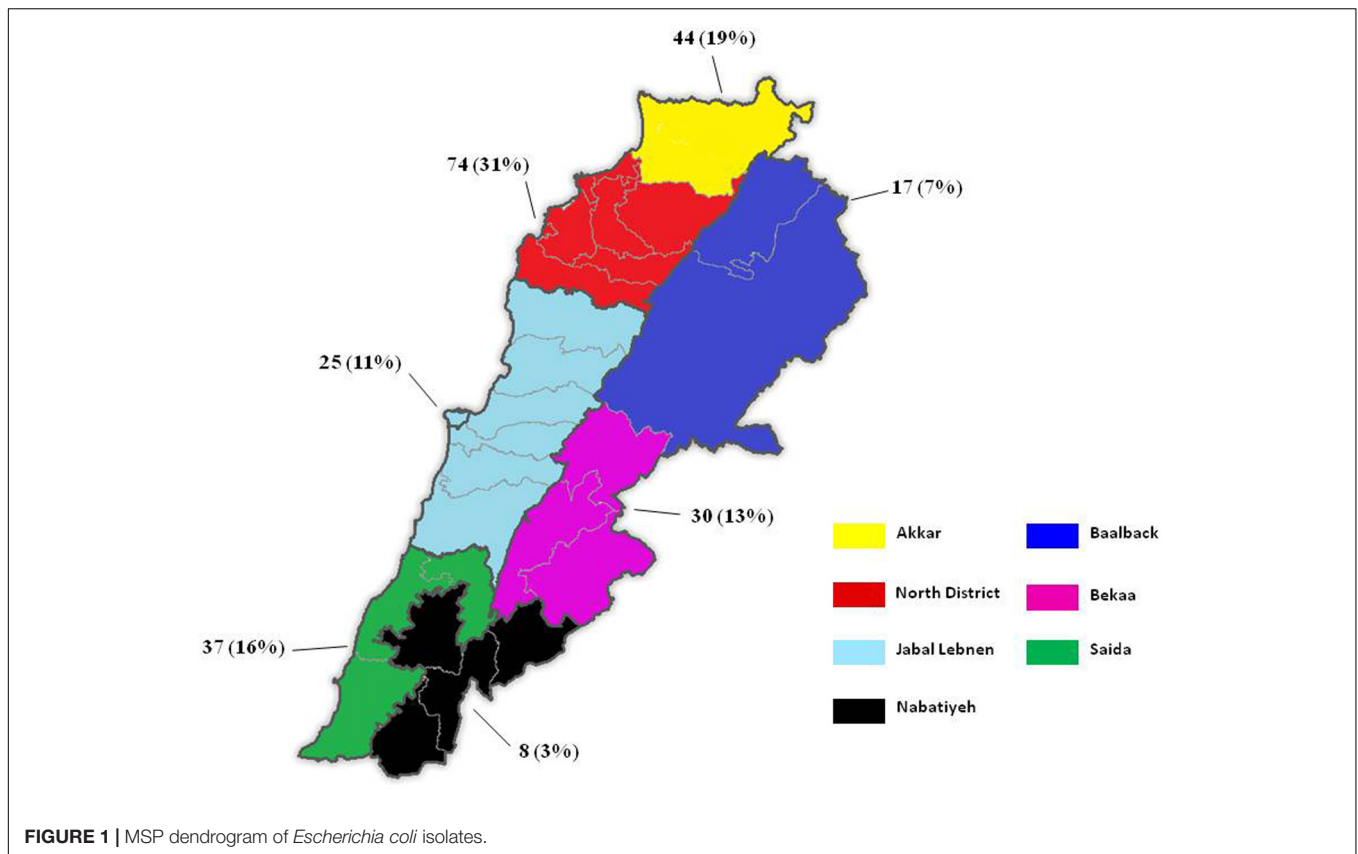 44 (19%)
74 (31%)
17 (7%)
25 (11%)
30 (13%)
37 (16%)
8 (3%)
Akkar
Baalback
North District
Bekaa
Jabal Lebnen
Saida
Nabatiyeh
FIGURE 1 | MSP dendrogram of Escherichia coli isolates.